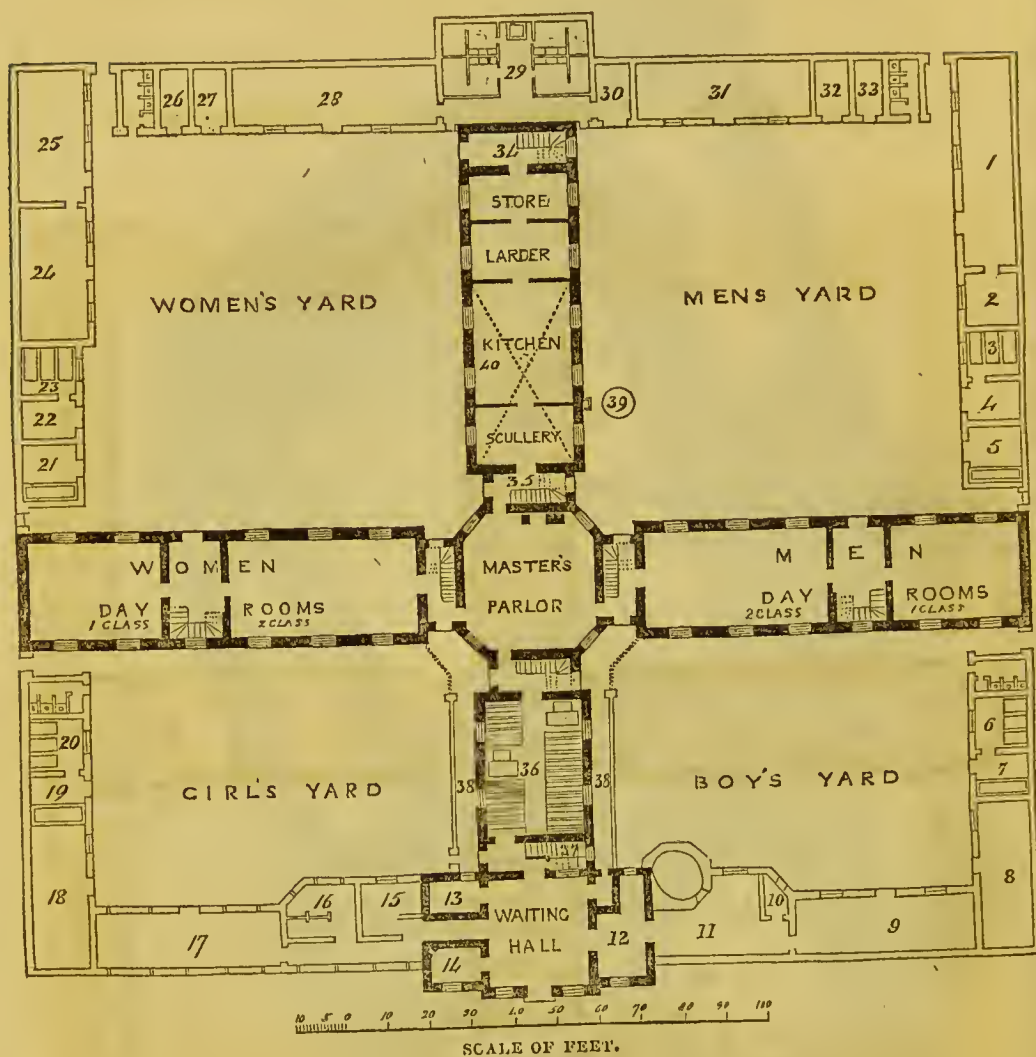 29
26 27 28 30 31 32 33
25
34
1
STORE
24
LARDER
2
WOMEN'S YARD
MENS YARD
KITCHEN
3
40
23
39
4
22
SCULLERY
5
21
35
WOMEN
MASTER'S
MEN
DAY ROOMS
PARLOR
DAY ROOMS
1 CLASS 2 CLASS
2 CLASS 1 CLASS
6
20
36
7
19
GIRL'S YARD
38
38
BOY'S YARD
37
18
16 15 13
WAITING
10
8
17
HALL
12
11
9
14
10 5 0 10 20 30 40 50 60 70 80 90 100
SCALE OF FEET.